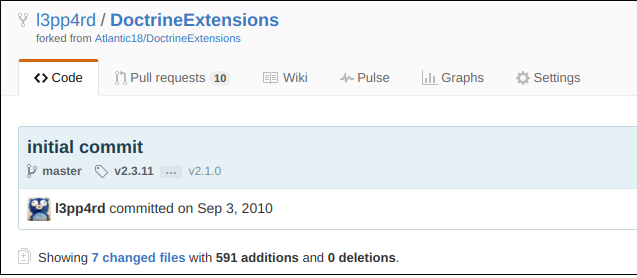 l3pp4rd / DoctrineExtensions
forked from Atlantic18/DoctrineExtensions
Code Pull requests 10 Wiki Pulse Graphs Settings
initial commit
master v2.3.11 ... v2.1.0
l3pp4rd committed on Sep 3, 2010
Showing 7 changed files with 591 additions and 0 deletions.